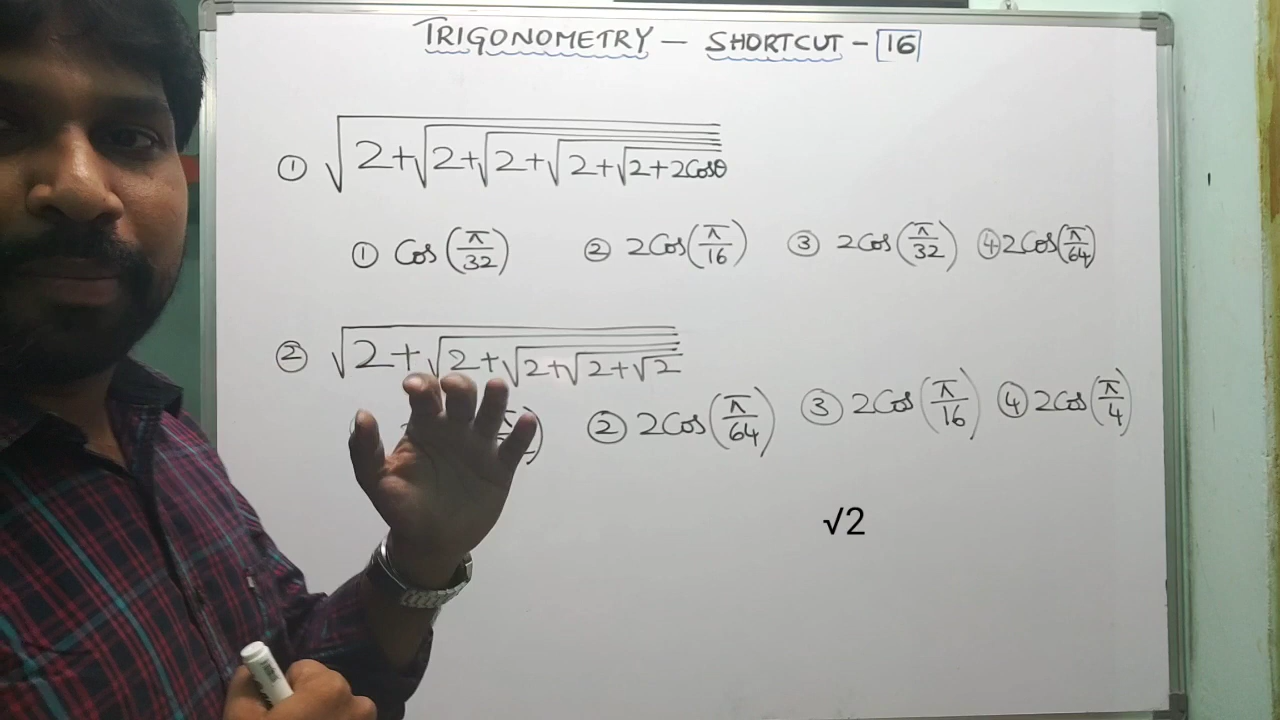 TRIGONOMETRY — SHORTCUT - 16
① √2+√2+√2+√2+√2+2Cosθ
① Cos(π/32) ② 2Cos(π/16) ③ 2Cos(π/32) ④ 2Cos(π/64)
② √2+√2+√2+√2+√2
② 2Cos(π/64) ③ 2Cos(π/16) ④ 2Cos(π/4)
√2